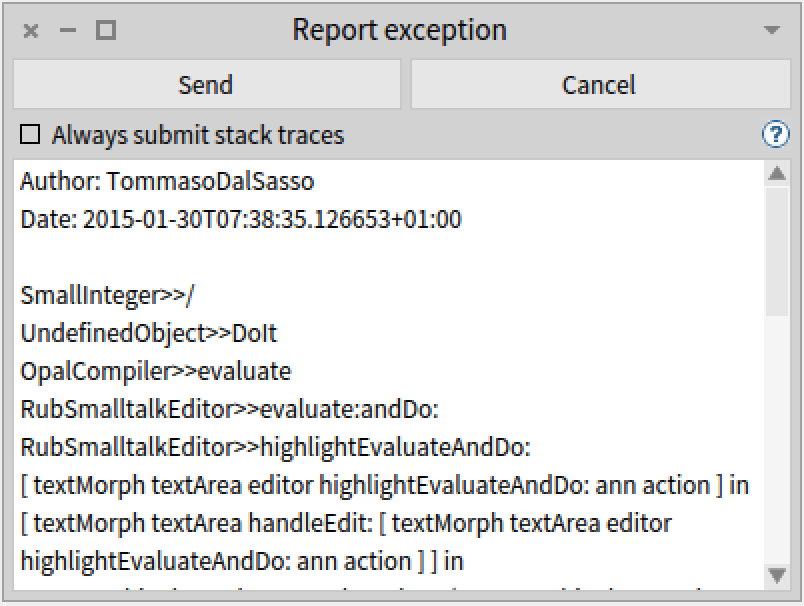 Report exception
Send
Cancel
Always submit stack traces
?
Author: TommasoDalSasso
Date: 2015-01-30T07:38:35.126653+01:00
SmallInteger>>/
UndefinedObject>>DoIt
OpalCompiler>>evaluate
RubSmalltalkEditor>>evaluate:andDo:
RubSmalltalkEditor>>highlightEvaluateAndDo:
[ textMorph textArea editor highlightEvaluateAndDo: ann action ] in
[ textMorph textArea handleEdit: [ textMorph textArea editor
highlightEvaluateAndDo: ann action ] ] in